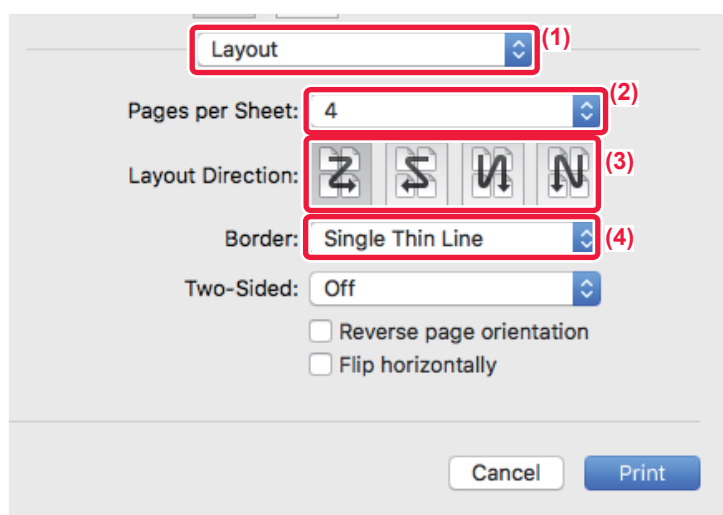 Layout (1)
Pages per Sheet: 4 (2)
Layout Direction: (3)
Border: Single Thin Line (4)
Two-Sided: Off
Reverse page orientation
Flip horizontally
Cancel Print